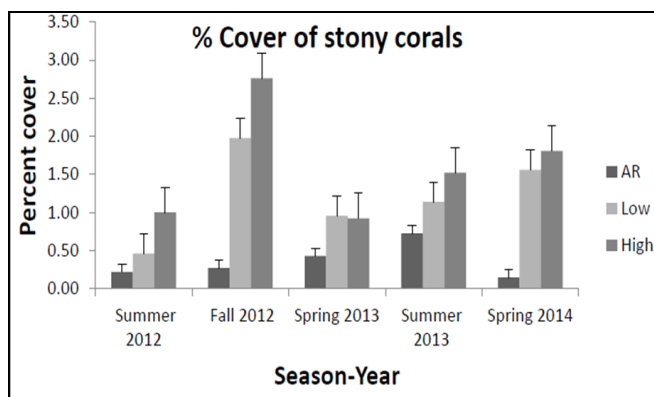 % Cover of stony corals
3.50
3.00
2.50
2.00
1.50
1.00
0.50
0.00
Percent cover
Summer
2012
Fall 2012
Spring 2013
Summer
2013
Spring 2014
Season-Year
AR
Low
High